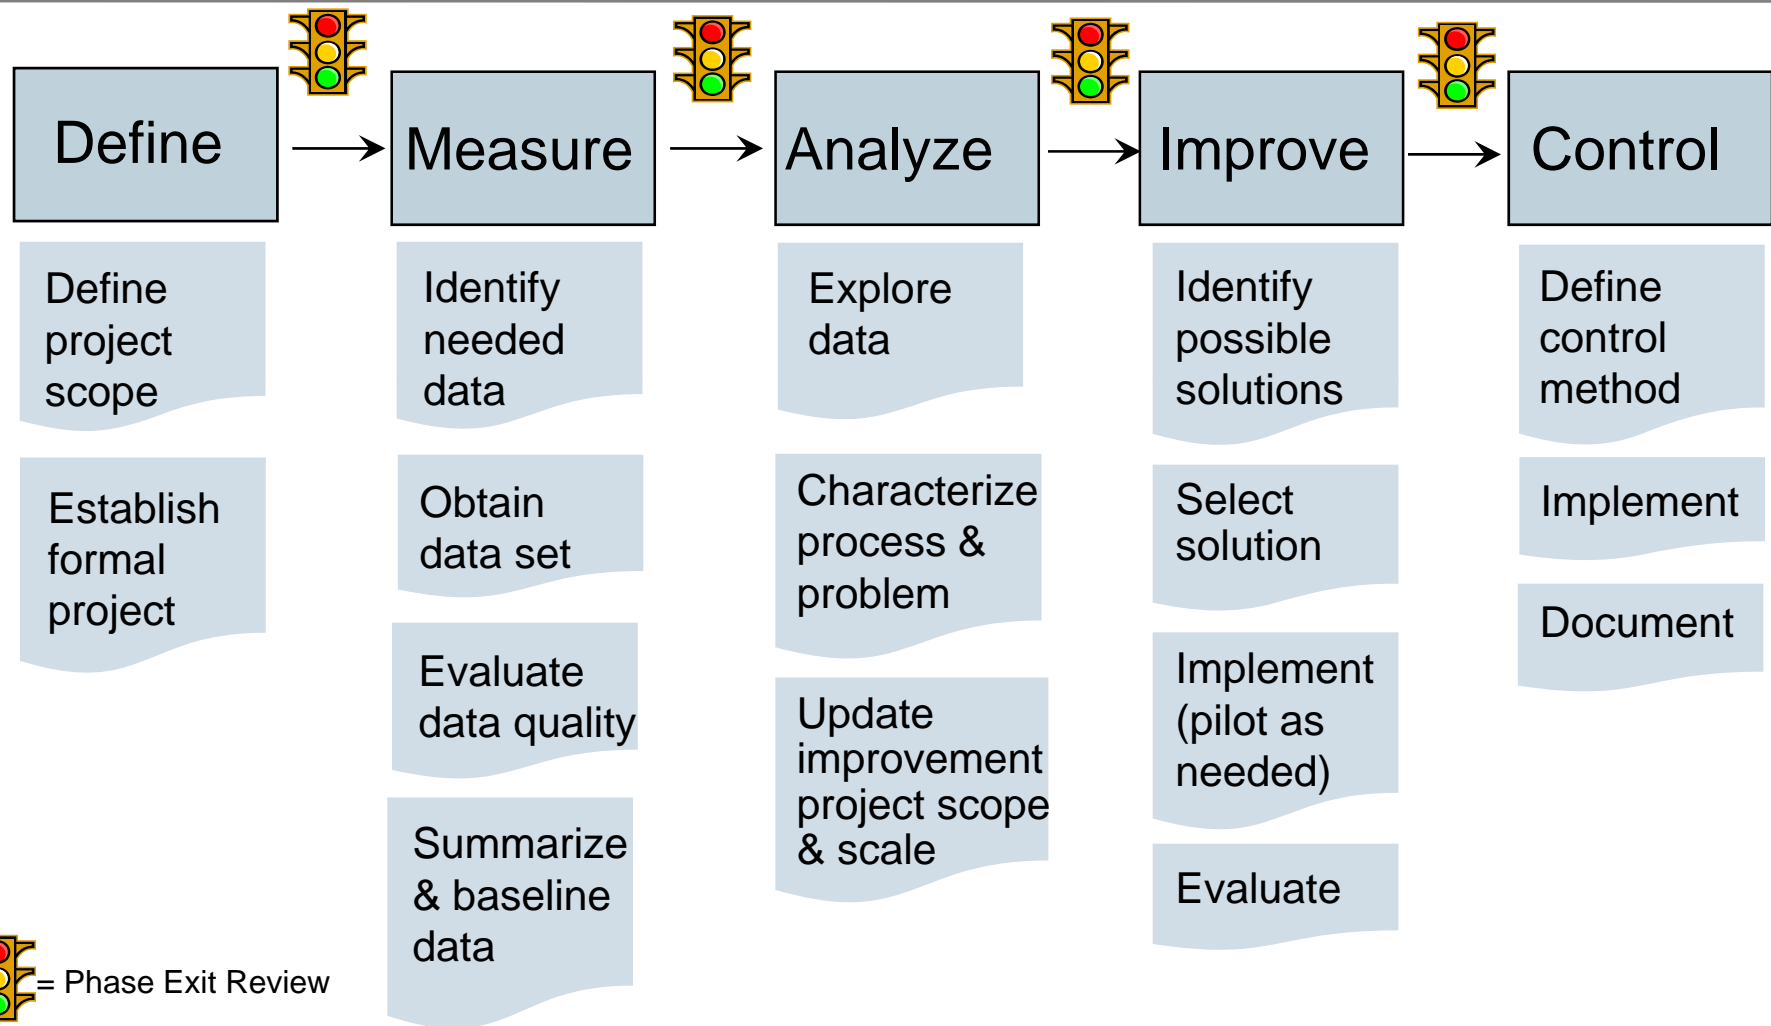 Define
Measure
Analyze
Improve
Control
Define
project
scope
Establish
formal
project
Identify
needed
data
Obtain
data set
Evaluate
data quality
Summarize
& baseline
data
Explore
data
Characterize
process &
problem
Update
improvement
project scope
& scale
Identify
possible
solutions
Select
solution
Implement
(pilot as
needed)
Evaluate
Define
control
method
Implement
Document
= Phase Exit Review